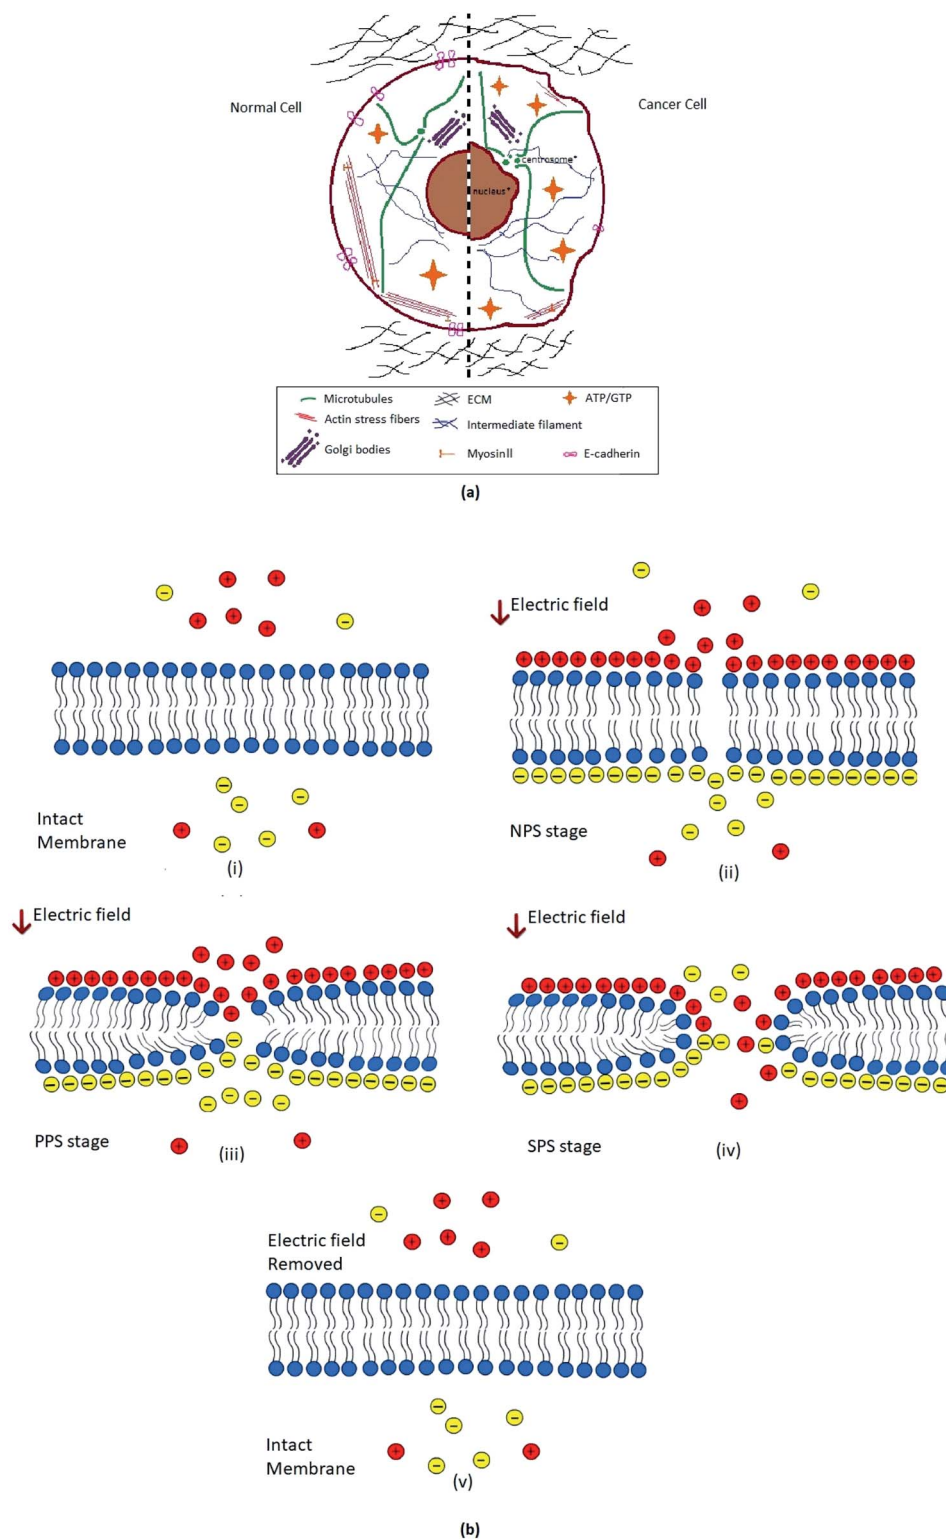 Normal Cell
Cancer Cell
centrosome*
nucleus*
Microtubules
ECM
ATP/GTP
Actin stress fibers
Intermediate filament
Golgi bodies
MyosinII
E-cadherin
(a)
Intact
Membrane
(i)
Electric field
NPS stage
(ii)
Electric field
PPS stage
(iii)
Electric field
SPS stage
(iv)
Electric field
Removed
Intact
Membrane
(v)
(b)